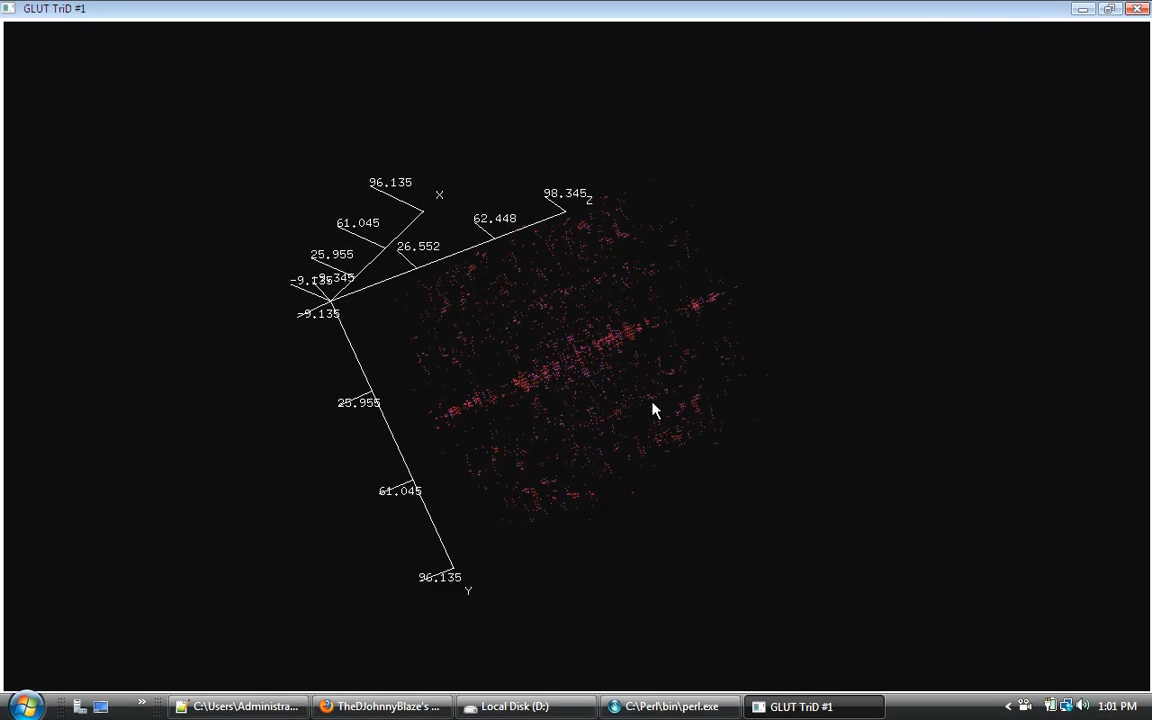 GLUT TriD #1
96.135
X
98.345
Z
61.045
62.448
25.955
26.552
-9.135
-9.345
-9.135
25.955
61.045
96.135
Y
C:\Users\Administra...
TheDJohnnyBlaze's ...
Local Disk (D:)
C:\Perl\bin\perl.exe
GLUT TriD #1
1:01 PM